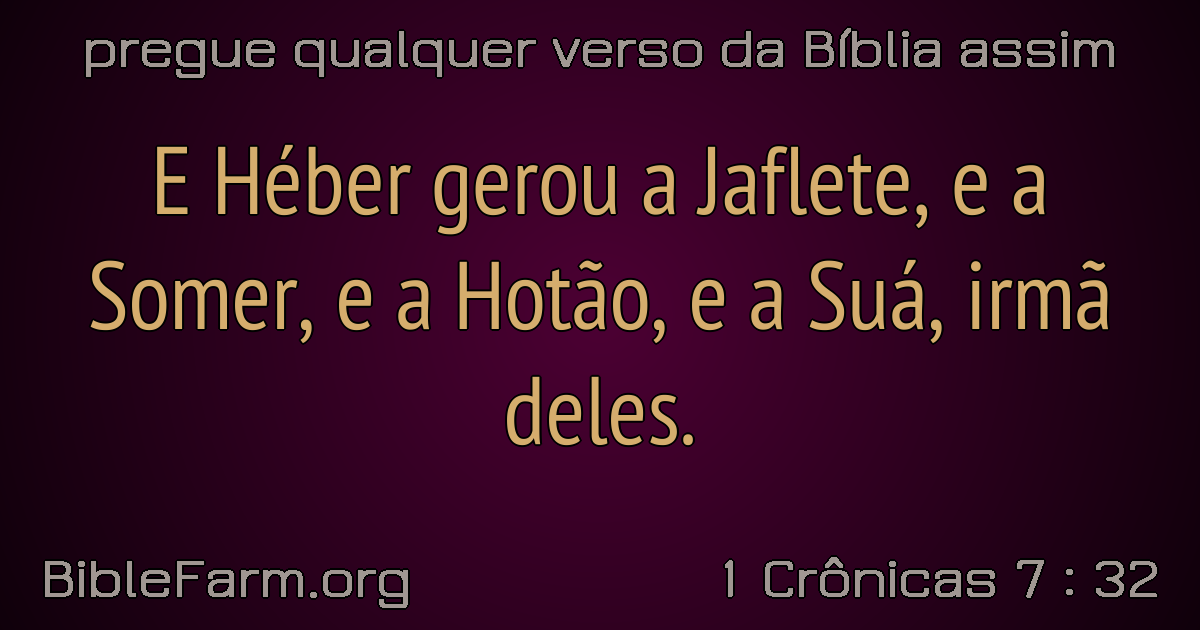 pregue qualquer verso da Bíblia assim
E Héber gerou a Jaflete, e a
Somer, e a Hotão, e a Suá, irmã
deles.
BibleFarm.org
1 Crônicas 7 : 32